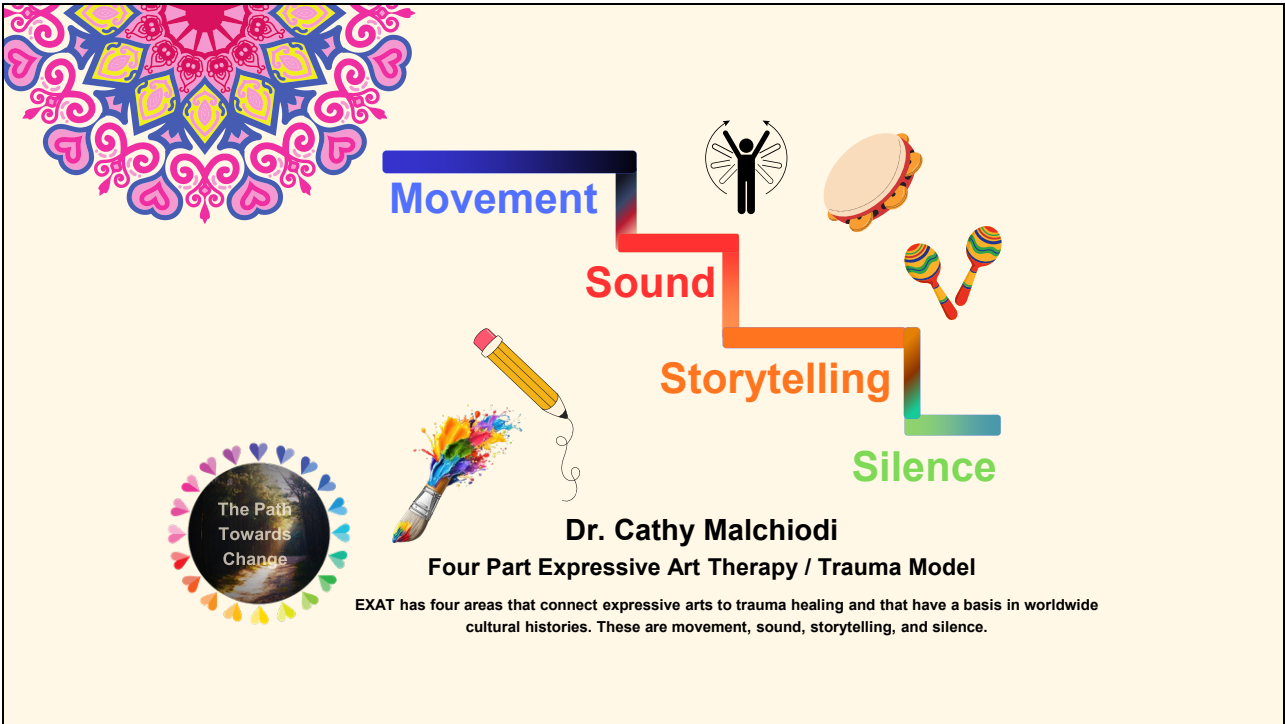 Movement
Sound
Storytelling
Silence
The Path
Towards
Change
Dr. Cathy Malchiodi
Four Part Expressive Art Therapy / Trauma Model
EXAT has four areas that connect expressive arts to trauma healing and that have a basis in worldwide
cultural histories. These are movement, sound, storytelling, and silence.